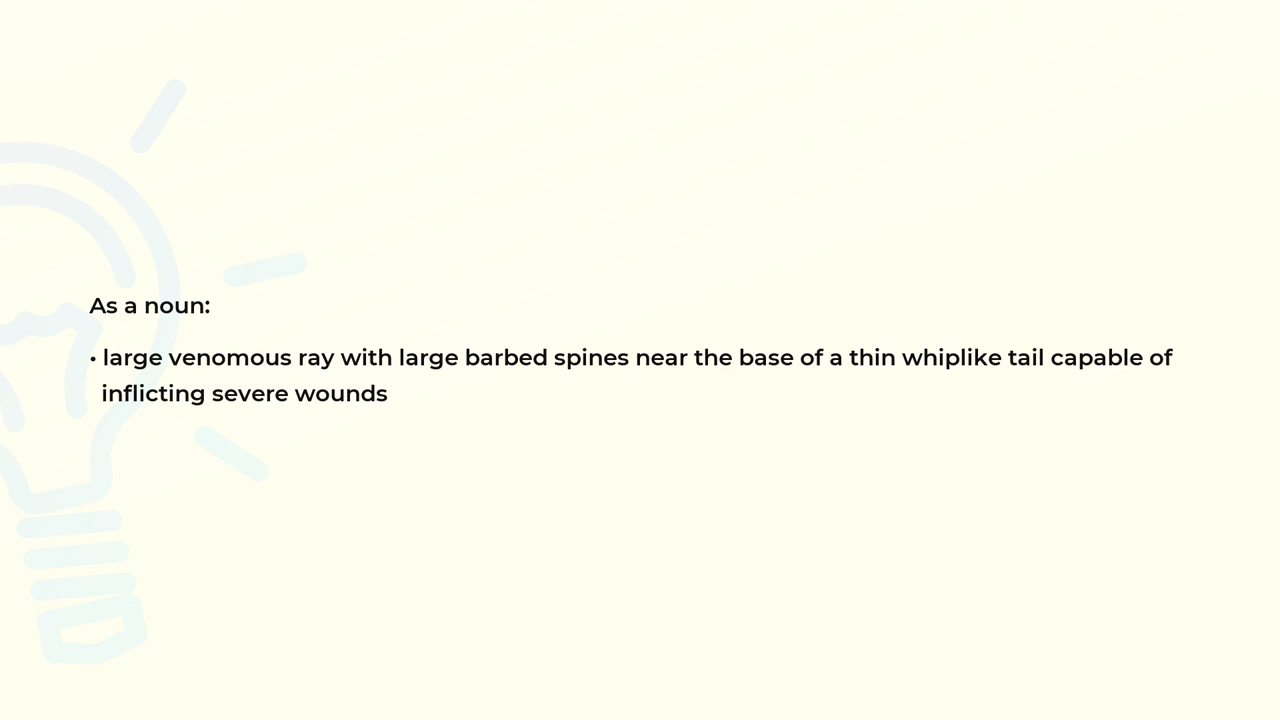 As a noun:
• large venomous ray with large barbed spines near the base of a thin whiplike tail capable of
inflicting severe wounds